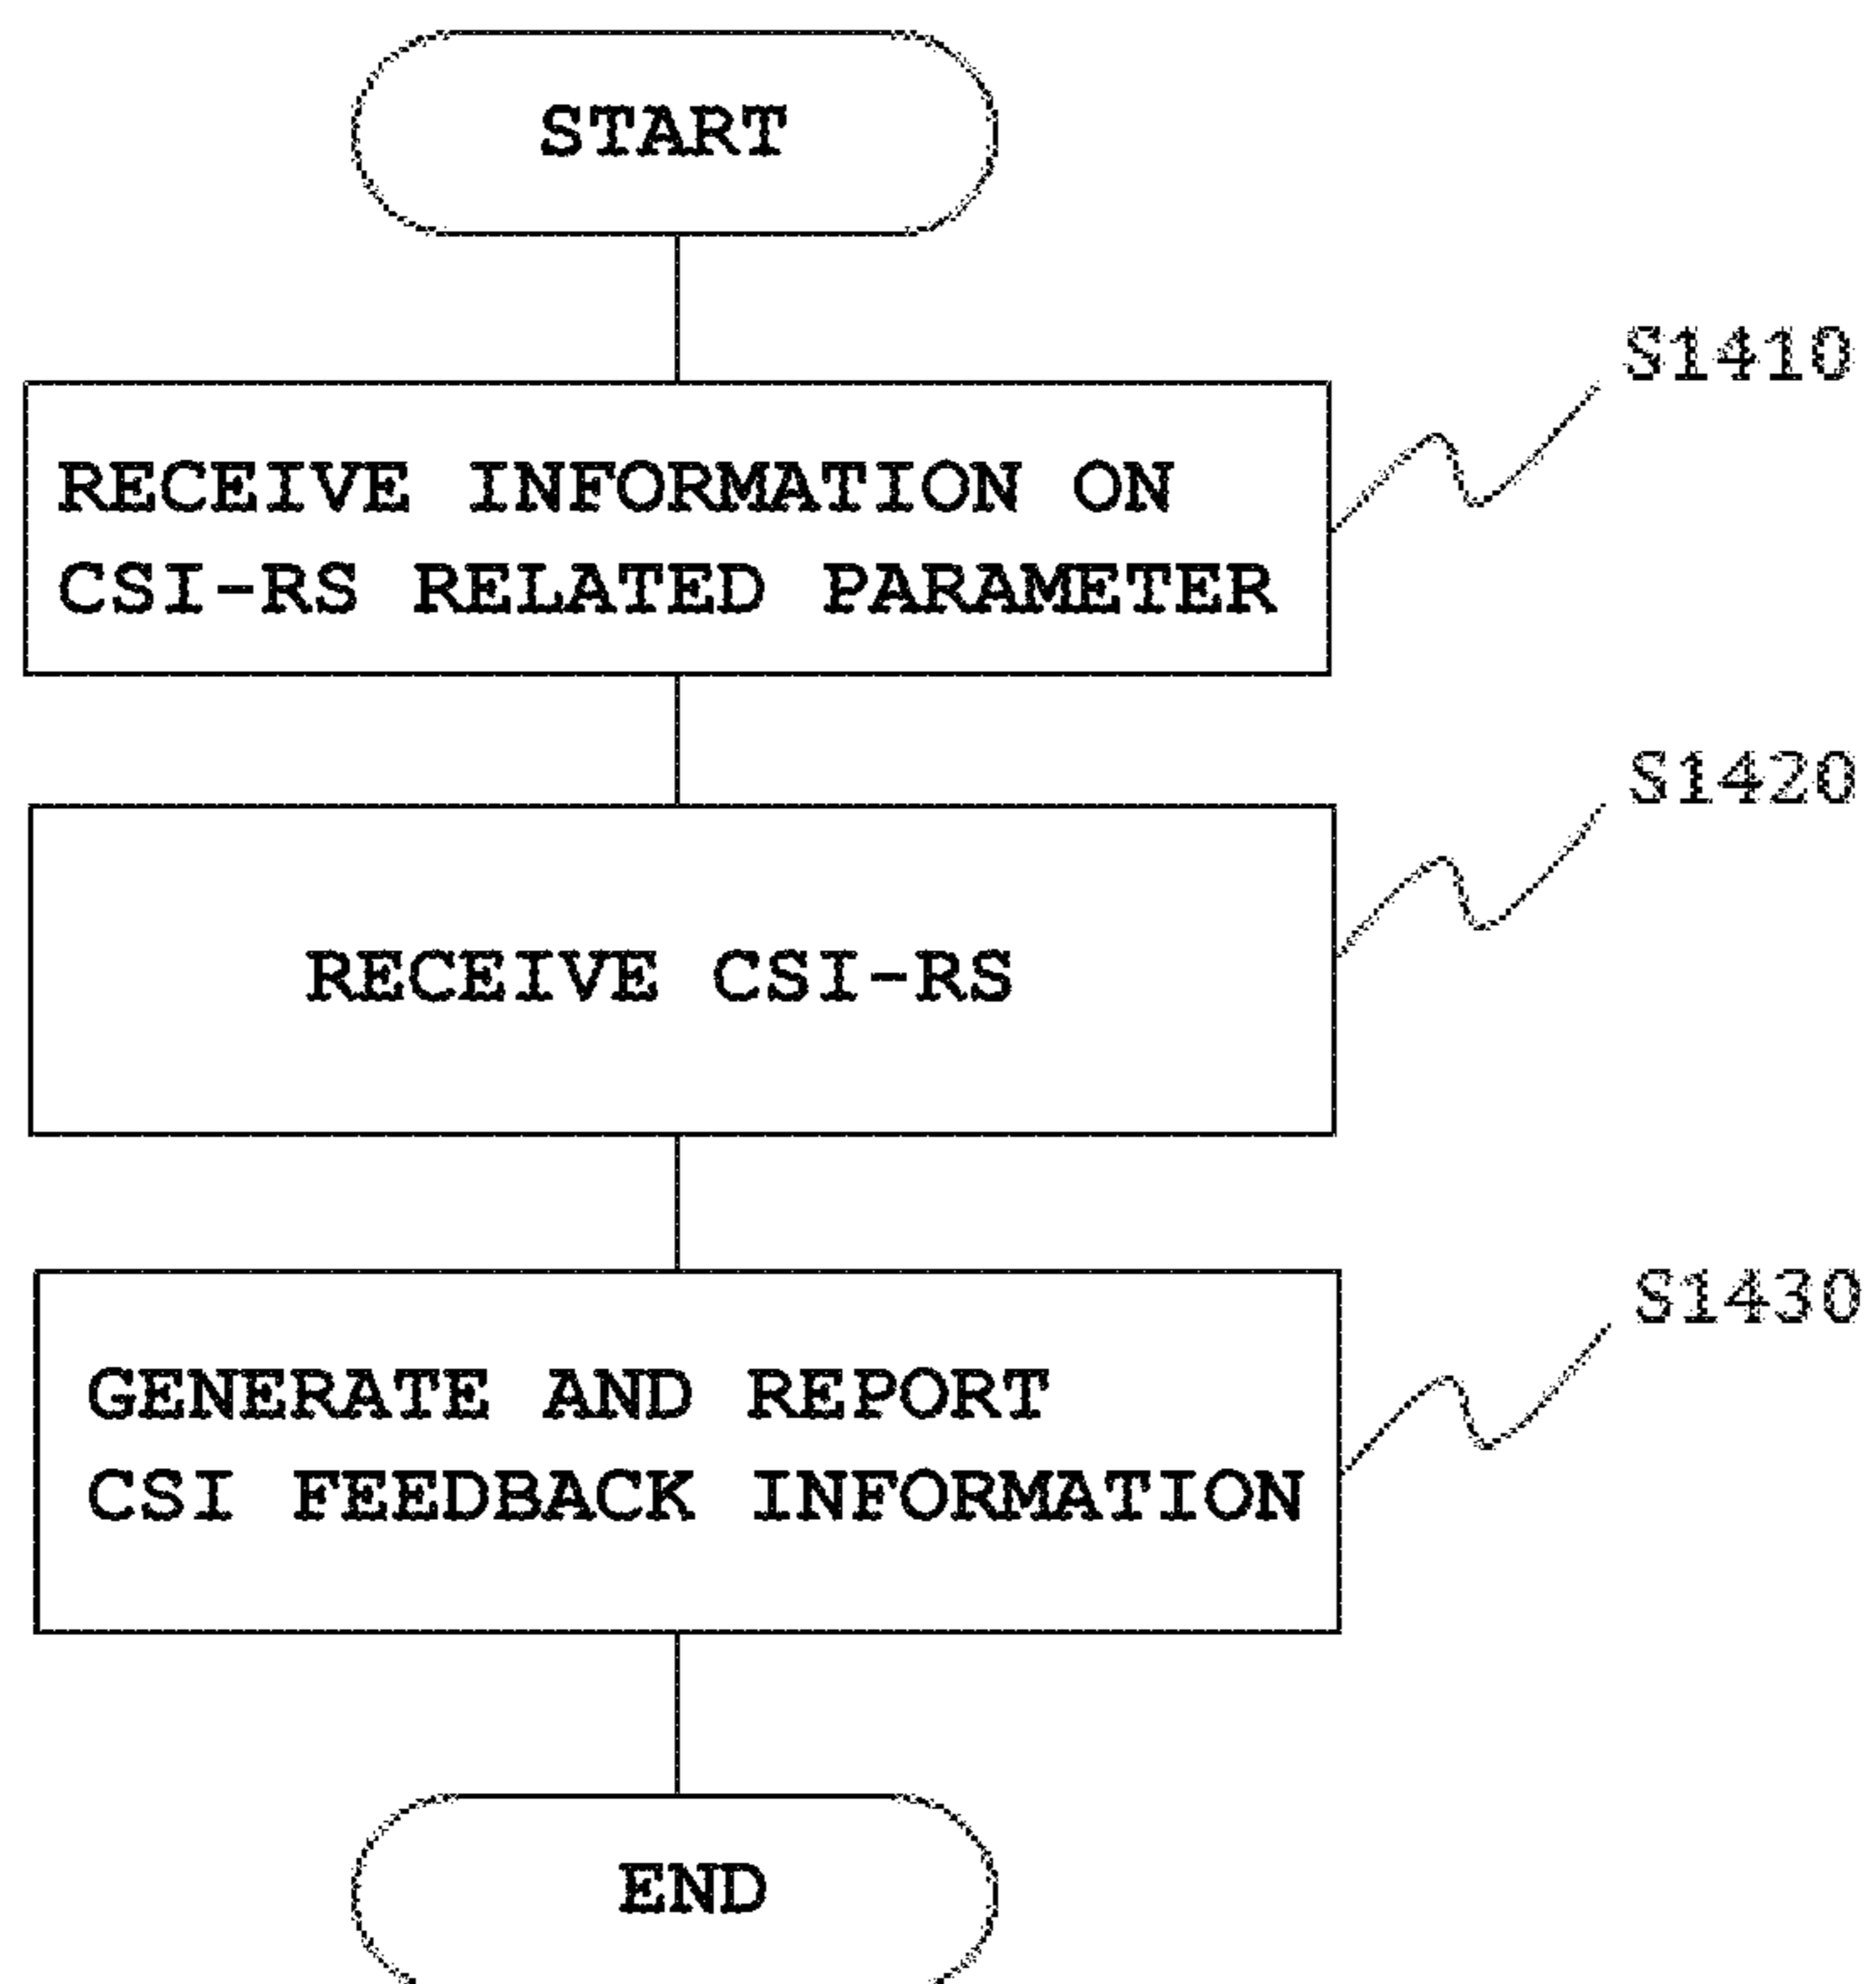 START
S1410
RECEIVE INFORMATION ON
CSI-RS RELATED PARAMETER
S1420
RECEIVE CSI-RS
S1430
GENERATE AND REPORT
CSI FEEDBACK INFORMATION
END